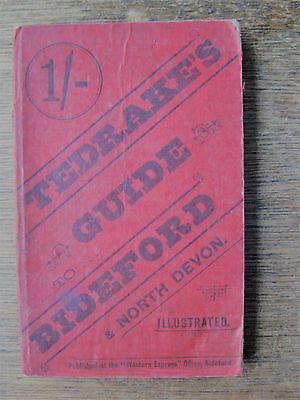 1/-
TEDRAKE'S
GUIDE
TO
BIDEFORD
& NORTH DEVON.
ILLUSTRATED.
Published at the "Western Express" Office, Bideford.